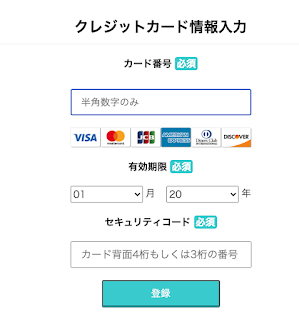 クレジットカード情報入力
カード番号 必須
半角数字のみ
VISA MasterCard JCB AMERICAN EXPRESS Diners Club INTERNATIONAL DISCOVER
有効期限 必須
01 月 20 年
セキュリティコード 必須
カード背面4桁もしくは3桁の番号
登録